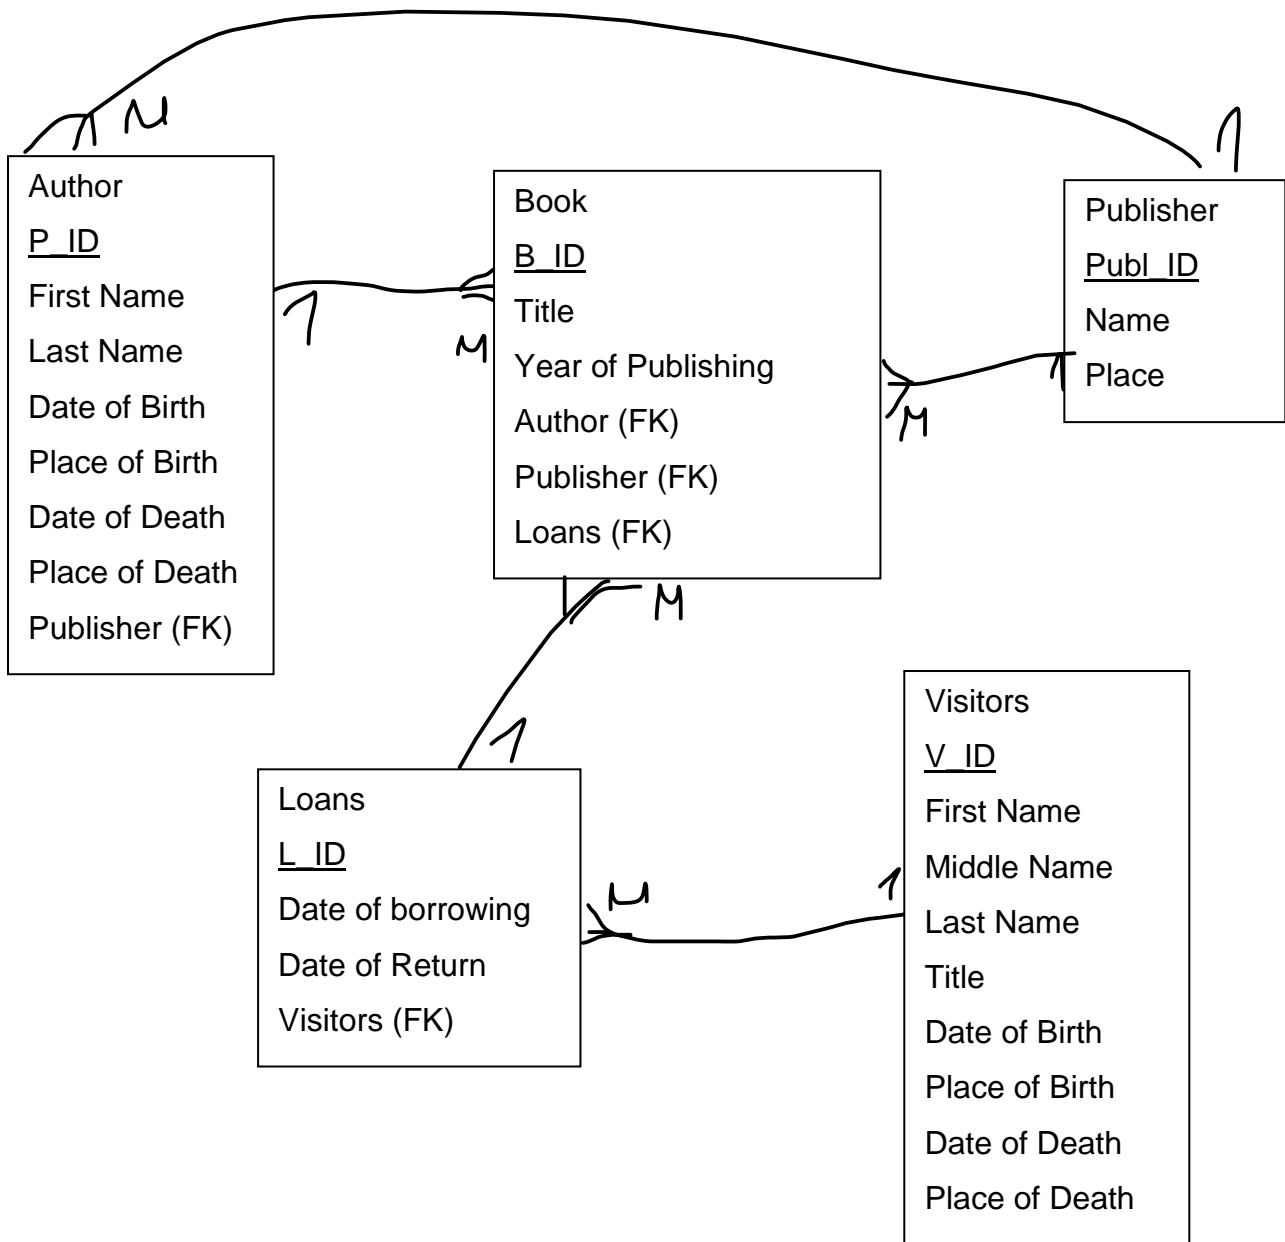 M
1
Author
P_ID
First Name
Last Name
Date of Birth
Place of Birth
Date of Death
Place of Death
Publisher (FK)
1
M
Book
B_ID
Title
Year of Publishing
Author (FK)
Publisher (FK)
Loans (FK)
M
1
Publisher
Publ_ID
Name
Place
M
1
Loans
L_ID
Date of borrowing
Date of Return
Visitors (FK)
M
1
Visitors
V_ID
First Name
Middle Name
Last Name
Title
Date of Birth
Place of Birth
Date of Death
Place of Death